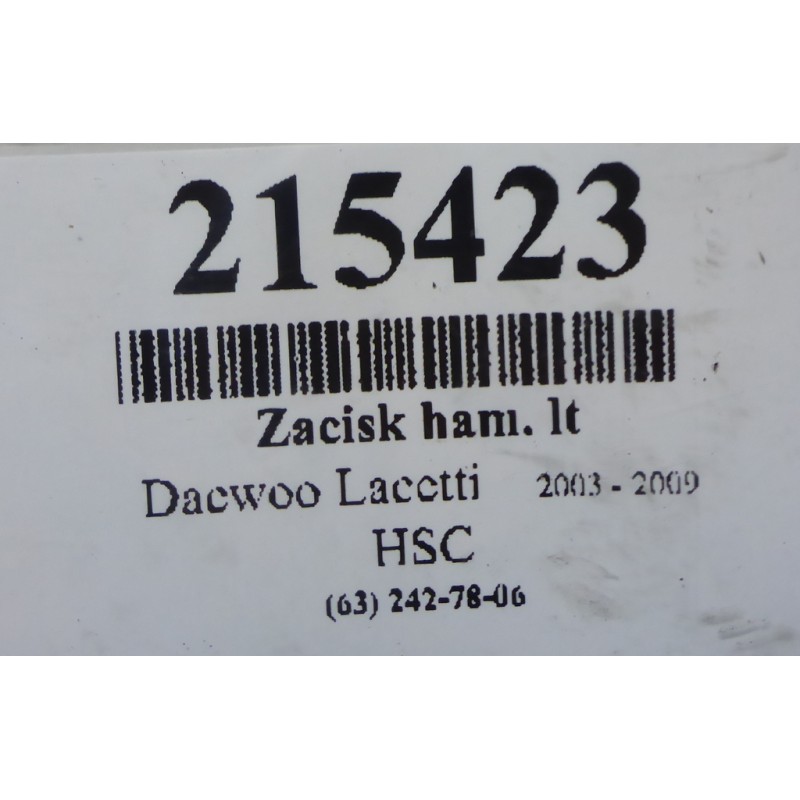 215423
Zacisk ham. lt
Daewoo Lacetti 2003 - 2009
HSC
(63) 242-78-06